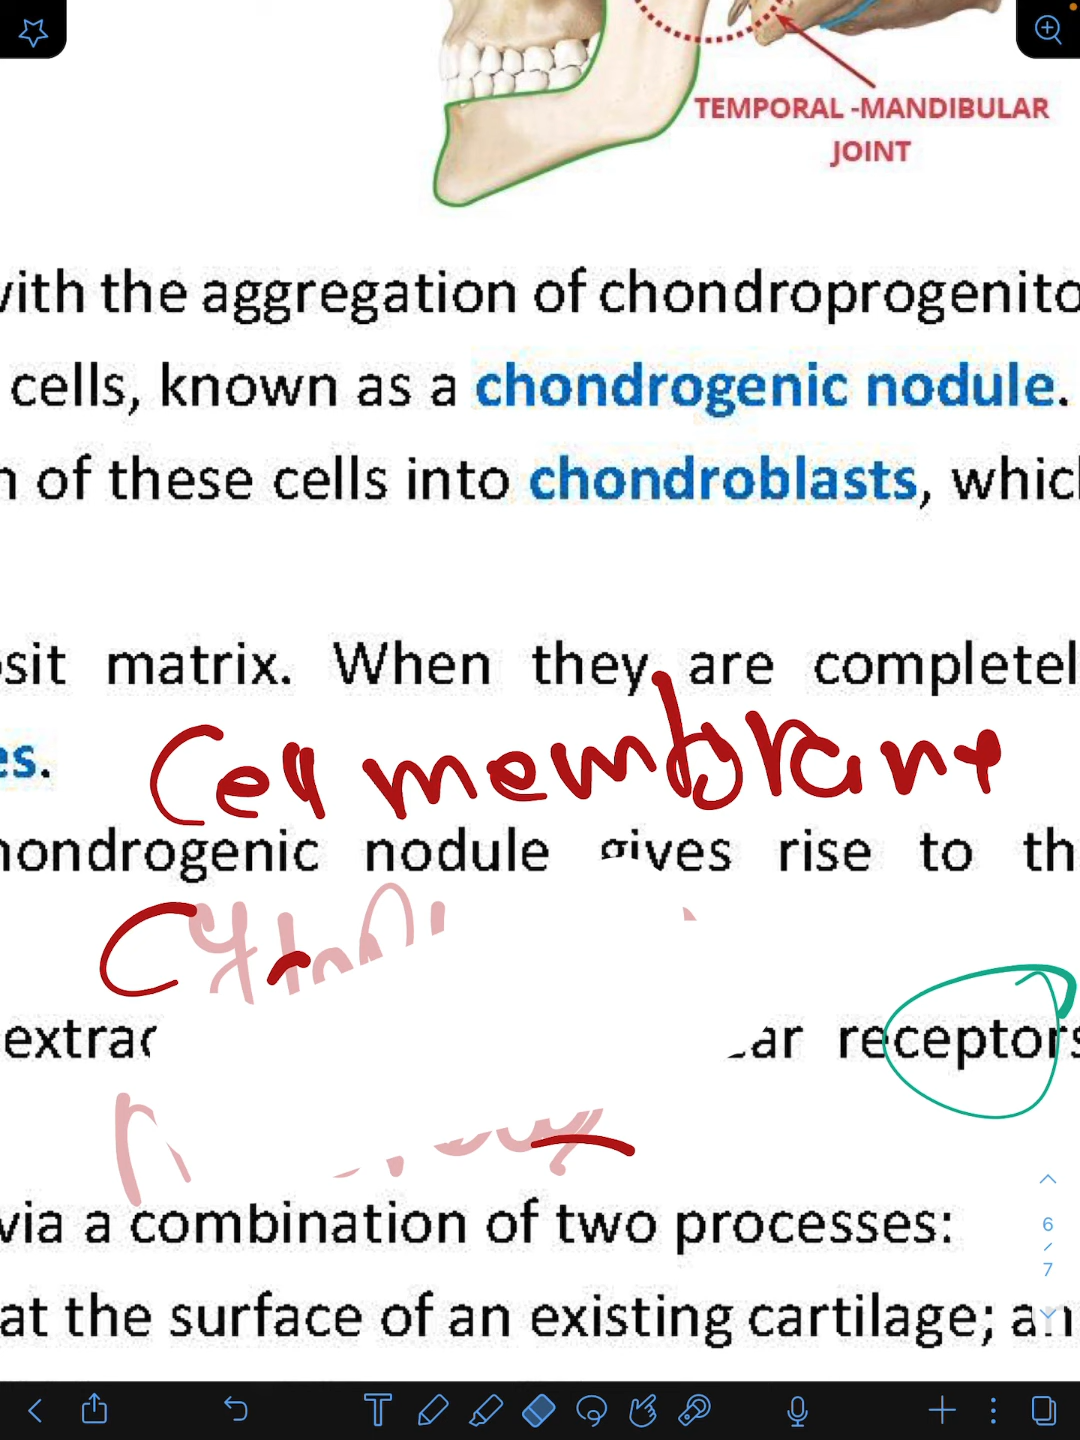 TEMPORAL -MANDIBULAR
JOINT
with the aggregation of chondroprogenito
cells, known as a chondrogenic nodule.
of these cells into chondroblasts, which
sit matrix. When they are completel
es.
Cell membrane
hondrogenic nodule gives rise to th
extrac ar receptors
via a combination of two processes:
at the surface of an existing cartilage; an
6
/
7
T